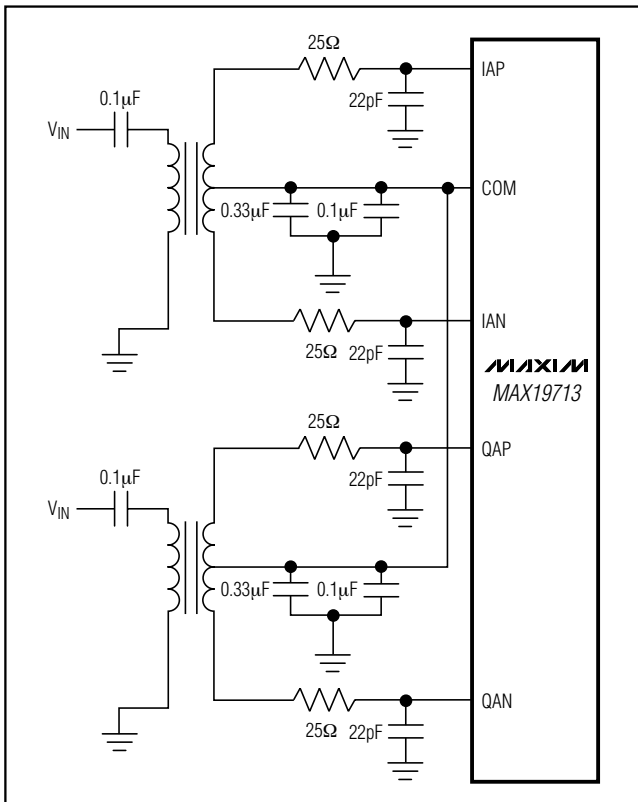 25Ω
IAP
0.1μF
22pF
VIN
COM
0.33μF
0.1μF
IAN
25Ω
22pF
MAXIM
MAX19713
25Ω
QAP
0.1μF
22pF
VIN
0.33μF
0.1μF
QAN
25Ω
22pF